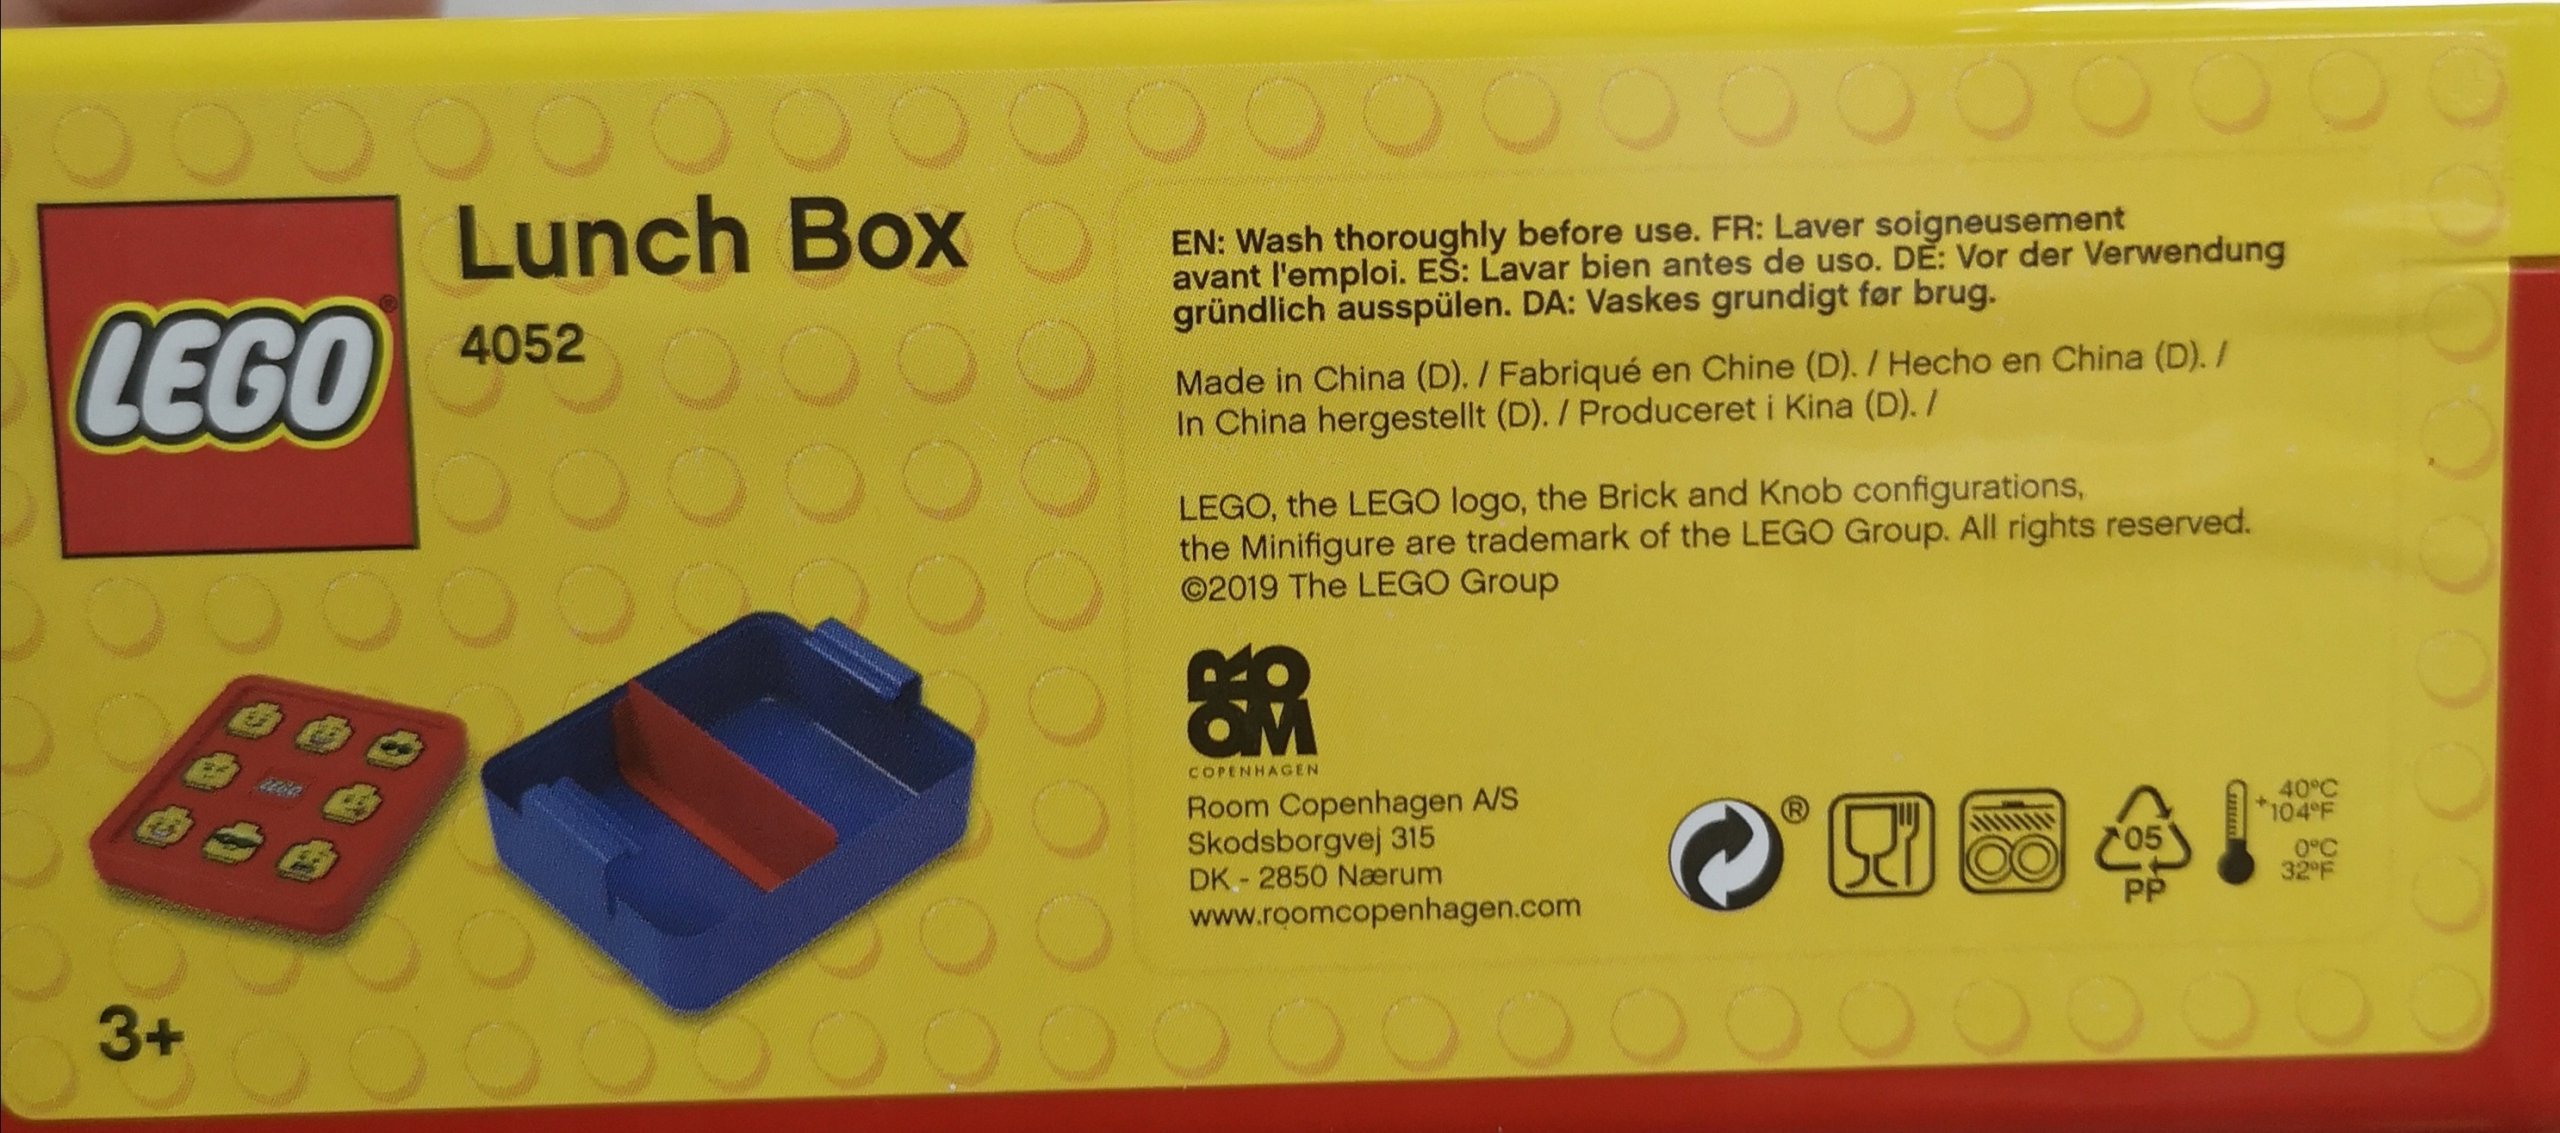 LEGO®
Lunch Box
4052
LEGO
3+
EN: Wash thoroughly before use. FR: Laver soigneusement
avant l'emploi. ES: Lavar bien antes de uso. DE: Vor der Verwendung
gründlich ausspülen. DA: Vaskes grundigt før brug.
Made in China (D). / Fabriqué en Chine (D). / Hecho en China (D). /
In China hergestellt (D). / Produceret i Kina (D). /
LEGO, the LEGO logo, the Brick and Knob configurations,
the Minifigure are trademark of the LEGO Group. All rights reserved.
©2019 The LEGO Group
RO
OM
COPENHAGEN
Room Copenhagen A/S
Skodsborgvej 315
DK - 2850 Nærum
www.roomcopenhagen.com
®
05
PP
+ 40°C
104°F
0°C
32°F